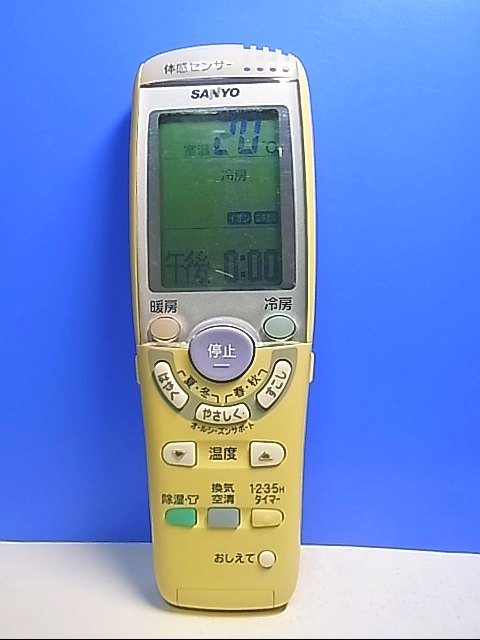 体感センサー
SANYO
室温 20℃
冷房
イオン
午後 0:00
暖房
冷房
停止
はやく
夏・冬
春・秋
すこし
やさしく
オールシーズンサポート
温度
除湿・
換気
空清
1・2・3・5H
タイマー
おしえて